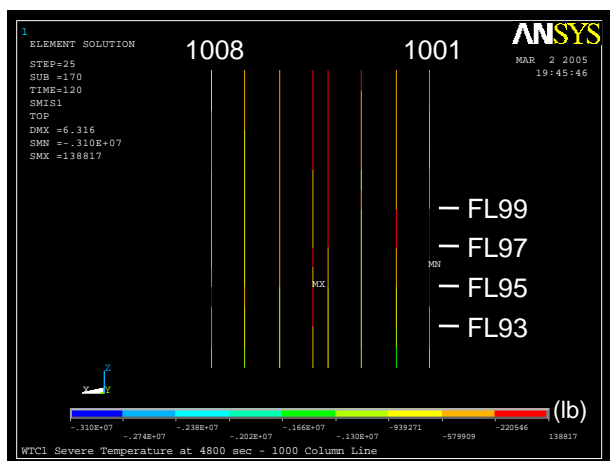 1
ELEMENT SOLUTION
STEP=25
SUB =170
TIME=120
SMIS1
TOP
DMX =6.316
SMN =-.310E+07
SMX =138817
1008
1001
ANSYS
MAR 2 2005
19:45:46
FL99
FL97
MN
FL95
MX
FL93
Z
X Y
(lb)
-.310E+07 -.238E+07 -.166E+07 -939271 -220546
-.274E+07 -.202E+07 -.130E+07 -579909 138817
WTC1 Severe Temperature at 4800 sec - 1000 Column Line